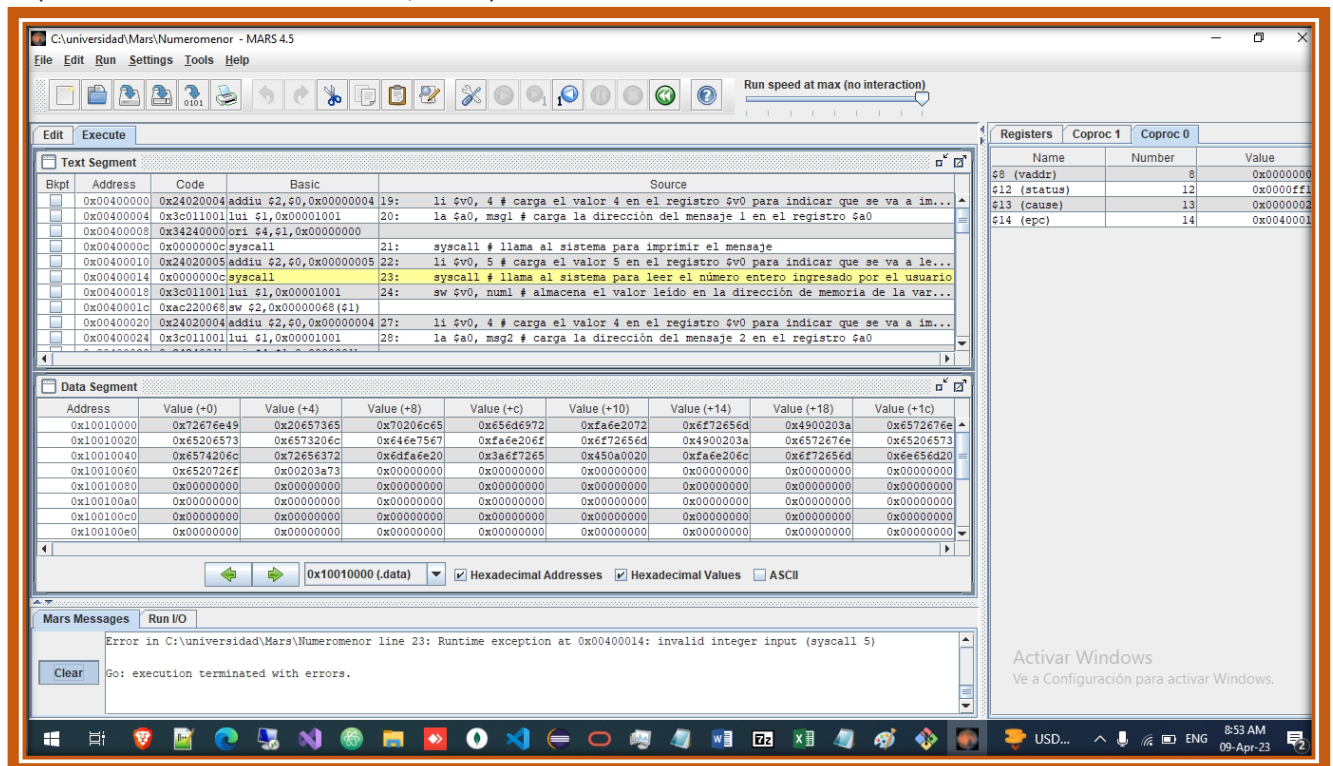 C:\universidad\Mars\Numeromenor - MARS 4.5
File Edit Run Settings Tools Help
Run speed at max (no interaction)
Edit Execute
Registers Coproc 1 Coproc 0
Text Segment
Bkpt Address Code Basic Source
0x00400000 0x24020004 addiu $2,$0,0x00000004 19: li $v0, 4 # carga el valor 4 en el registro $v0 para indicar que se va a im...
0x00400004 0x3c011001 lui $1,0x00001001 20: la $a0, msg1 # carga la dirección del mensaje 1 en el registro $a0
0x00400008 0x34240000 ori $4,$1,0x00000000
0x0040000c 0x0000000c syscall 21: syscall # llama al sistema para imprimir el mensaje
0x00400010 0x24020005 addiu $2,$0,0x00000005 22: li $v0, 5 # carga el valor 5 en el registro $v0 para indicar que se va a le...
0x00400014 0x0000000c syscall 23: syscall # llama al sistema para leer el número entero ingresado por el usuario
0x00400018 0x3c011001 lui $1,0x00001001 24: sw $v0, num1 # almacena el valor leído en la dirección de memoria de la var...
0x0040001c 0xac220068 sw $2,0x00000068($1)
0x00400020 0x24020004 addiu $2,$0,0x00000004 27: li $v0, 4 # carga el valor 4 en el registro $v0 para indicar que se va a im...
0x00400024 0x3c011001 lui $1,0x00001001 28: la $a0, msg2 # carga la dirección del mensaje 2 en el registro $a0
Name Number Value
$8 (vaddr) 8 0x0000000
$12 (status) 12 0x0000ff1
$13 (cause) 13 0x0000002
$14 (epc) 14 0x0040001
Data Segment
Address Value (+0) Value (+4) Value (+8) Value (+c) Value (+10) Value (+14) Value (+18) Value (+1c)
0x10010000 0x72676e49 0x20657365 0x70206c65 0x656d6972 0xfa6e2072 0x6f72656d 0x4900203a 0x6572676e
0x10010020 0x65206573 0x6573206c 0x646e7567 0xfa6e206f 0x6f72656d 0x4900203a 0x6572676e 0x65206573
0x10010040 0x6574206c 0x72656372 0x6dfa6e20 0x3a6f7265 0x450a0020 0xfa6e206c 0x6f72656d 0x6e656d20
0x10010060 0x6520726f 0x00203a73 0x00000000 0x00000000 0x00000000 0x00000000 0x00000000 0x00000000
0x10010080 0x00000000 0x00000000 0x00000000 0x00000000 0x00000000 0x00000000 0x00000000 0x00000000
0x100100a0 0x00000000 0x00000000 0x00000000 0x00000000 0x00000000 0x00000000 0x00000000 0x00000000
0x100100c0 0x00000000 0x00000000 0x00000000 0x00000000 0x00000000 0x00000000 0x00000000 0x00000000
0x100100e0 0x00000000 0x00000000 0x00000000 0x00000000 0x00000000 0x00000000 0x00000000 0x00000000
0x10010000 (.data) Hexadecimal Addresses Hexadecimal Values ASCII
Mars Messages Run I/O
Error in C:\universidad\Mars\Numeromenor line 23: Runtime exception at 0x00400014: invalid integer input (syscall 5)
Clear
Go: execution terminated with errors.
Activar Windows
Ve a Configuración para activar Windows.
USD... ENG 8:53 AM
09-Apr-23